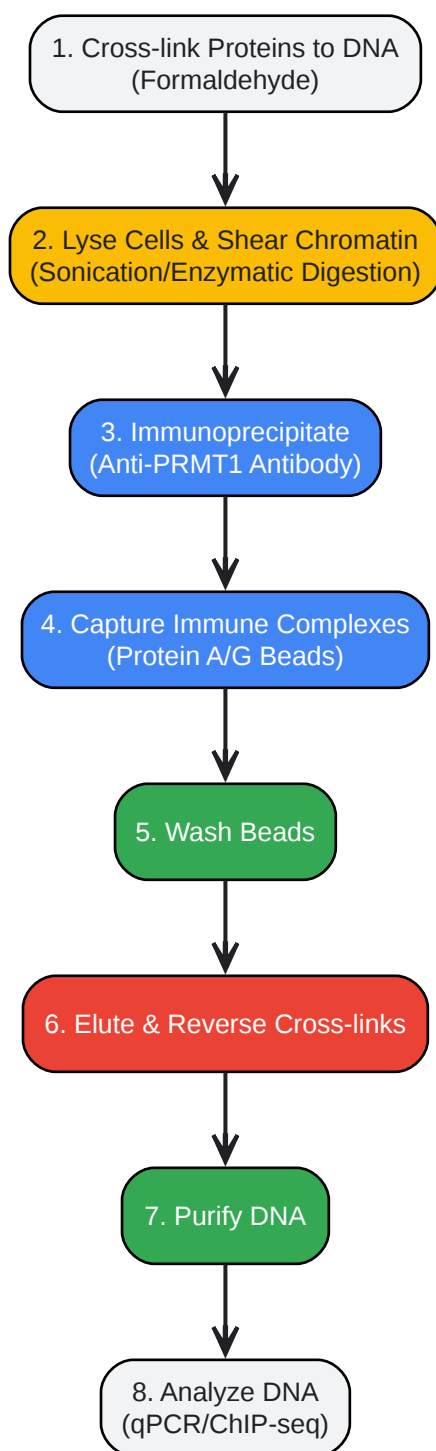 1. Cross-link Proteins to DNA
(Formaldehyde)
2. Lyse Cells & Shear Chromatin
(Sonication/Enzymatic Digestion)
3. Immunoprecipitate
(Anti-PRMT1 Antibody)
4. Capture Immune Complexes
(Protein A/G Beads)
5. Wash Beads
6. Elute & Reverse Cross-links
7. Purify DNA
8. Analyze DNA
(qPCR/ChIP-seq)